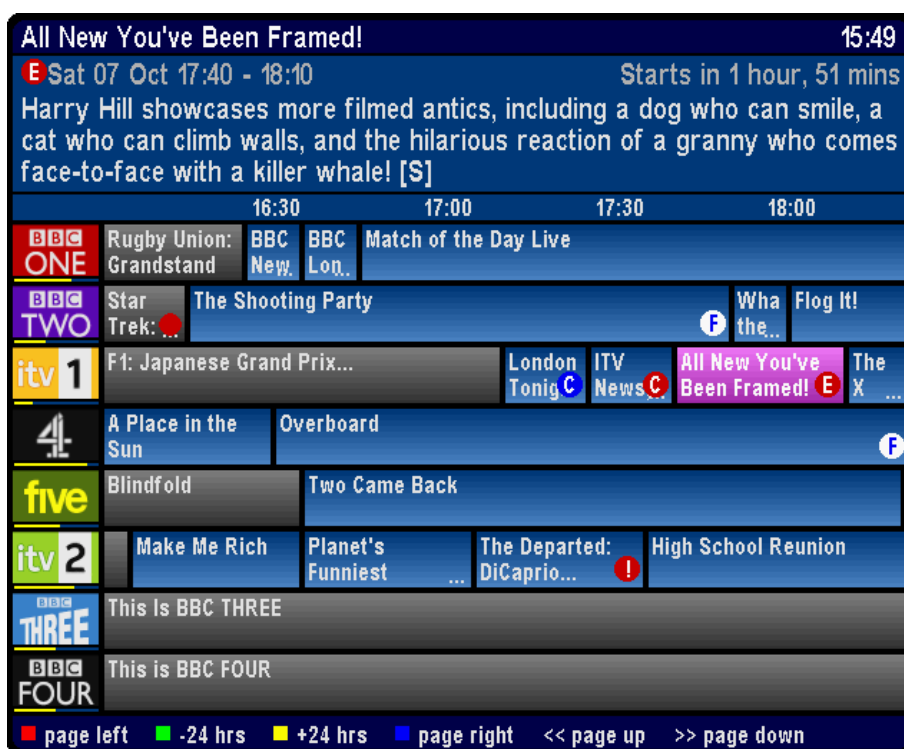 All New You've Been Framed! 15:49
E Sat 07 Oct 17:40 - 18:10 Starts in 1 hour, 51 mins
Harry Hill showcases more filmed antics, including a dog who can smile, a
cat who can climb walls, and the hilarious reaction of a granny who comes
face-to-face with a killer whale! [S]
16:30 17:00 17:30 18:00
BBC ONE Rugby Union: BBC BBC Match of the Day Live
Grandstand New.. Lon..
BBC TWO Star The Shooting Party Wha Flog It!
Trek: ... F the...
itv 1 F1: Japanese Grand Prix... London ITV All New You've The
Tonig C News C ... Been Framed! E X ...
4 A Place in the Overboard
Sun F
five Blindfold Two Came Back
itv 2 Make Me Rich Planet's The Departed: High School Reunion
Funniest ... DiCaprio... !
BBC THREE This Is BBC THREE
BBC FOUR This is BBC FOUR
page left -24 hrs +24 hrs page right << page up >> page down